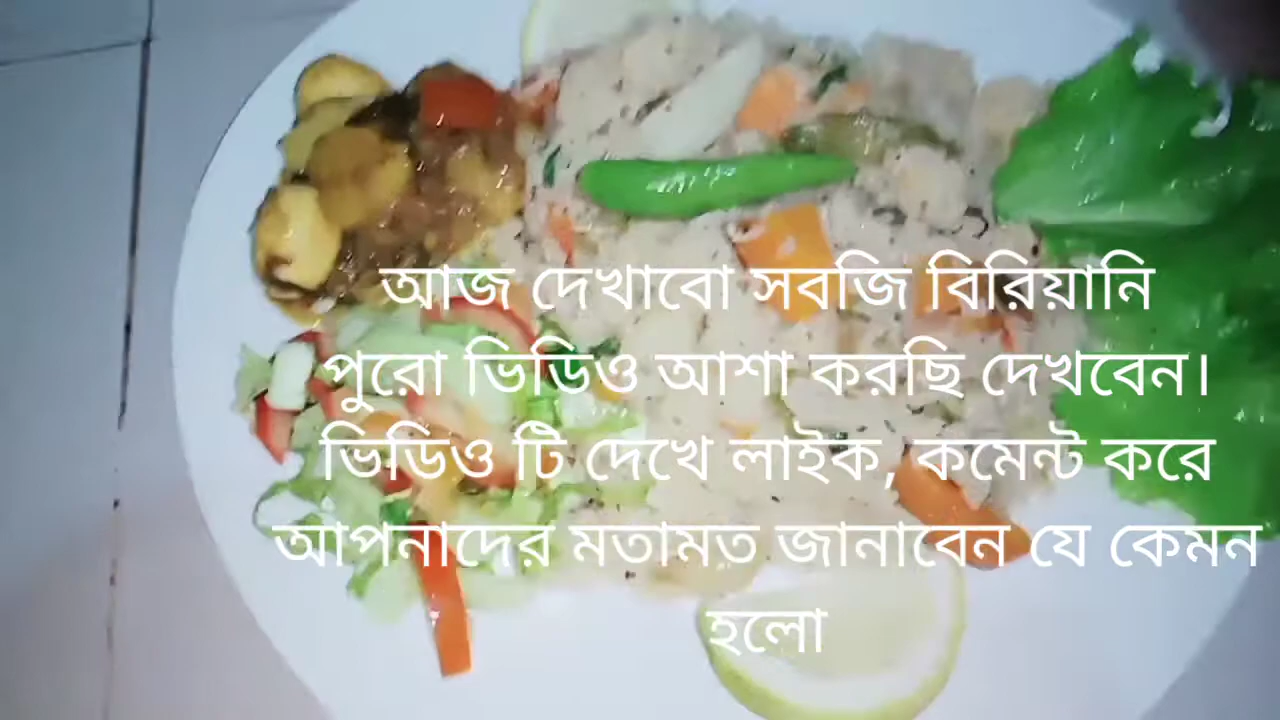 আজ দেখাবো সবজি বিরিয়ানি
পুরো ভিডিও আশা করছি দেখবেন।
ভিডিও টি দেখে লাইক, কমেন্ট করে
আপনাদের মতামত জানাবেন যে কেমন
হলো